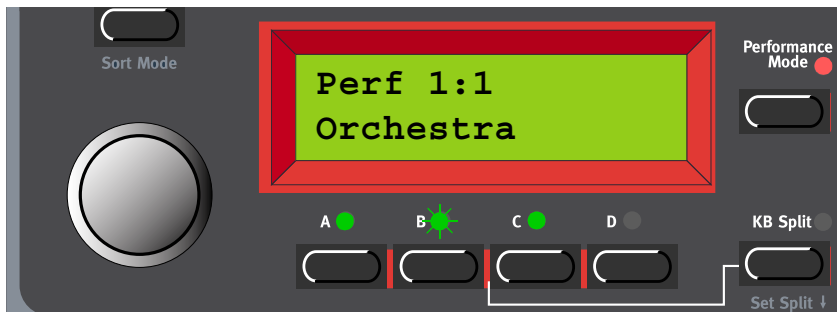 Sort Mode
Perf 1:1
Orchestra
Performance
Mode
A
B
C
D
KB Split
Set Split ↓